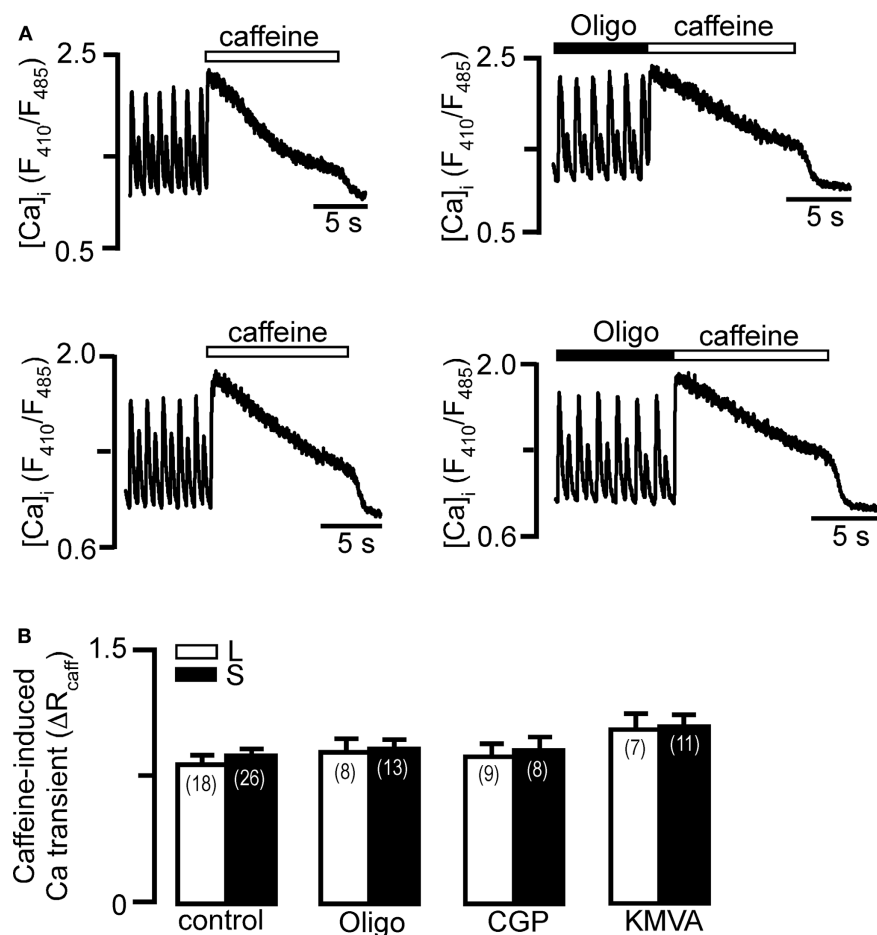 A
caffeine
2.5
[Ca]i (F410/F485)
0.5
5 s
Oligo caffeine
2.5
[Ca]i (F410/F485)
0.5
5 s
caffeine
2.0
[Ca]i (F410/F485)
0.6
5 s
Oligo caffeine
2.0
[Ca]i (F410/F485)
0.6
5 s
B
1.5
L
S
Caffeine-induced
Ca transient (ΔRcaff)
(18) (26) (8) (13) (9) (8) (7) (11)
0
control Oligo CGP KMVA